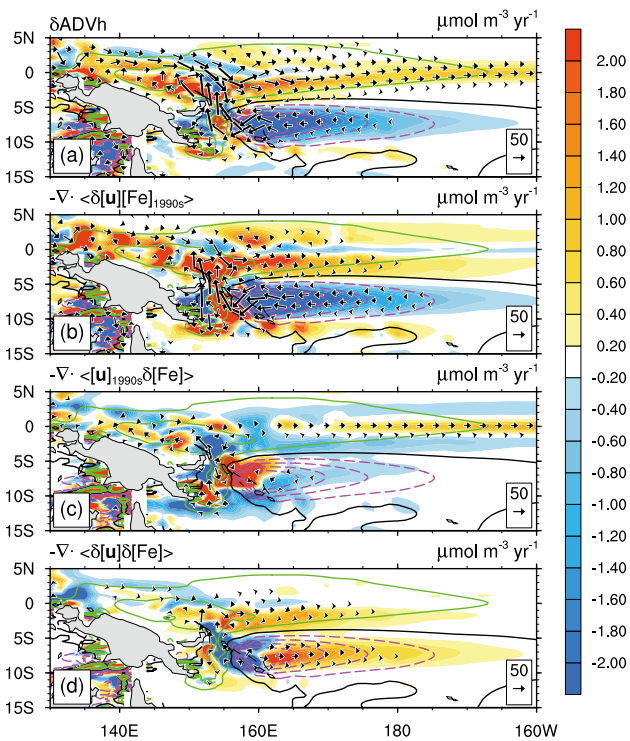 δADVh μmol m⁻³ yr⁻¹
5N
0
5S
10S
15S
(a)
50
-∇· <δ[u][Fe]1990s> μmol m⁻³ yr⁻¹
5N
0
5S
10S
15S
(b)
50
-∇· <[u]1990sδ[Fe]> μmol m⁻³ yr⁻¹
5N
0
5S
10S
15S
(c)
50
-∇· <δ[u]δ[Fe]> μmol m⁻³ yr⁻¹
5N
0
5S
10S
15S
(d)
50
140E 160E 180 160W
2.00
1.80
1.60
1.40
1.20
1.00
0.80
0.60
0.40
0.20
-0.20
-0.40
-0.60
-0.80
-1.00
-1.20
-1.40
-1.60
-1.80
-2.00